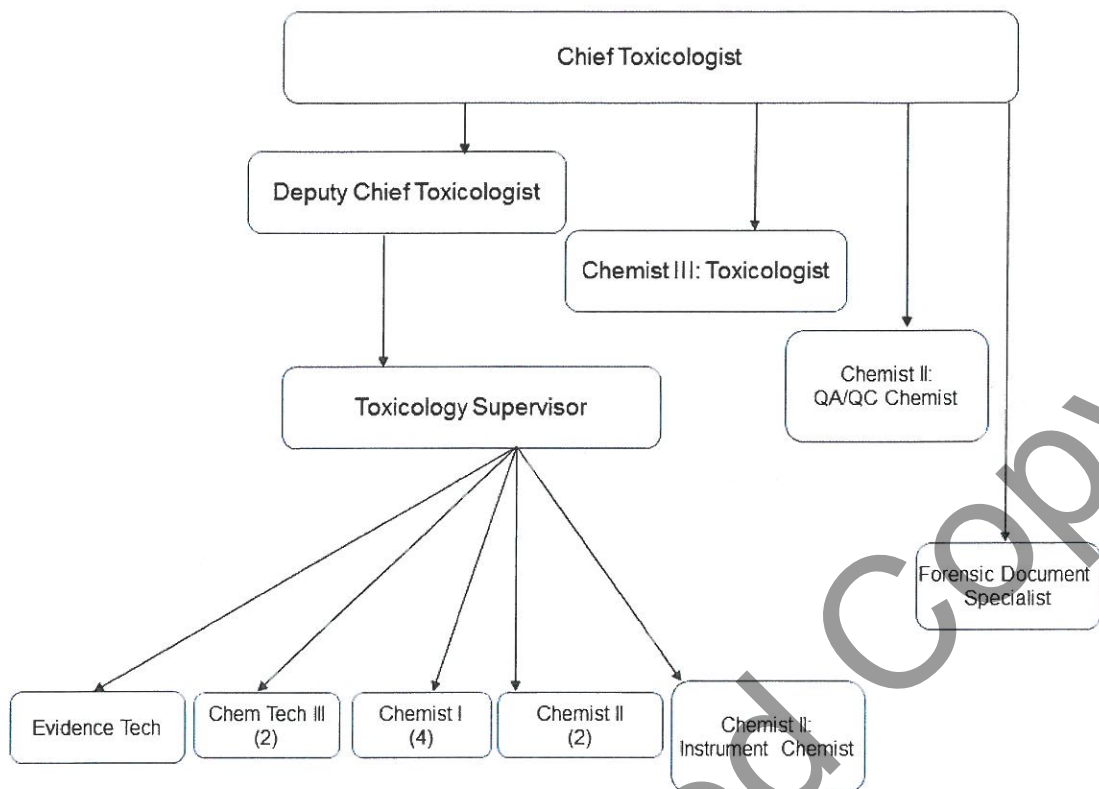 Chief Toxicologist
Deputy Chief Toxicologist
Chemist III: Toxicologist
Chemist II:
QA/QC Chemist
Toxicology Supervisor
Forensic Document
Specialist
Evidence Tech
Chem Tech III
(2)
Chemist I
(4)
Chemist II
(2)
Chemist II:
Instrument Chemist
Copy